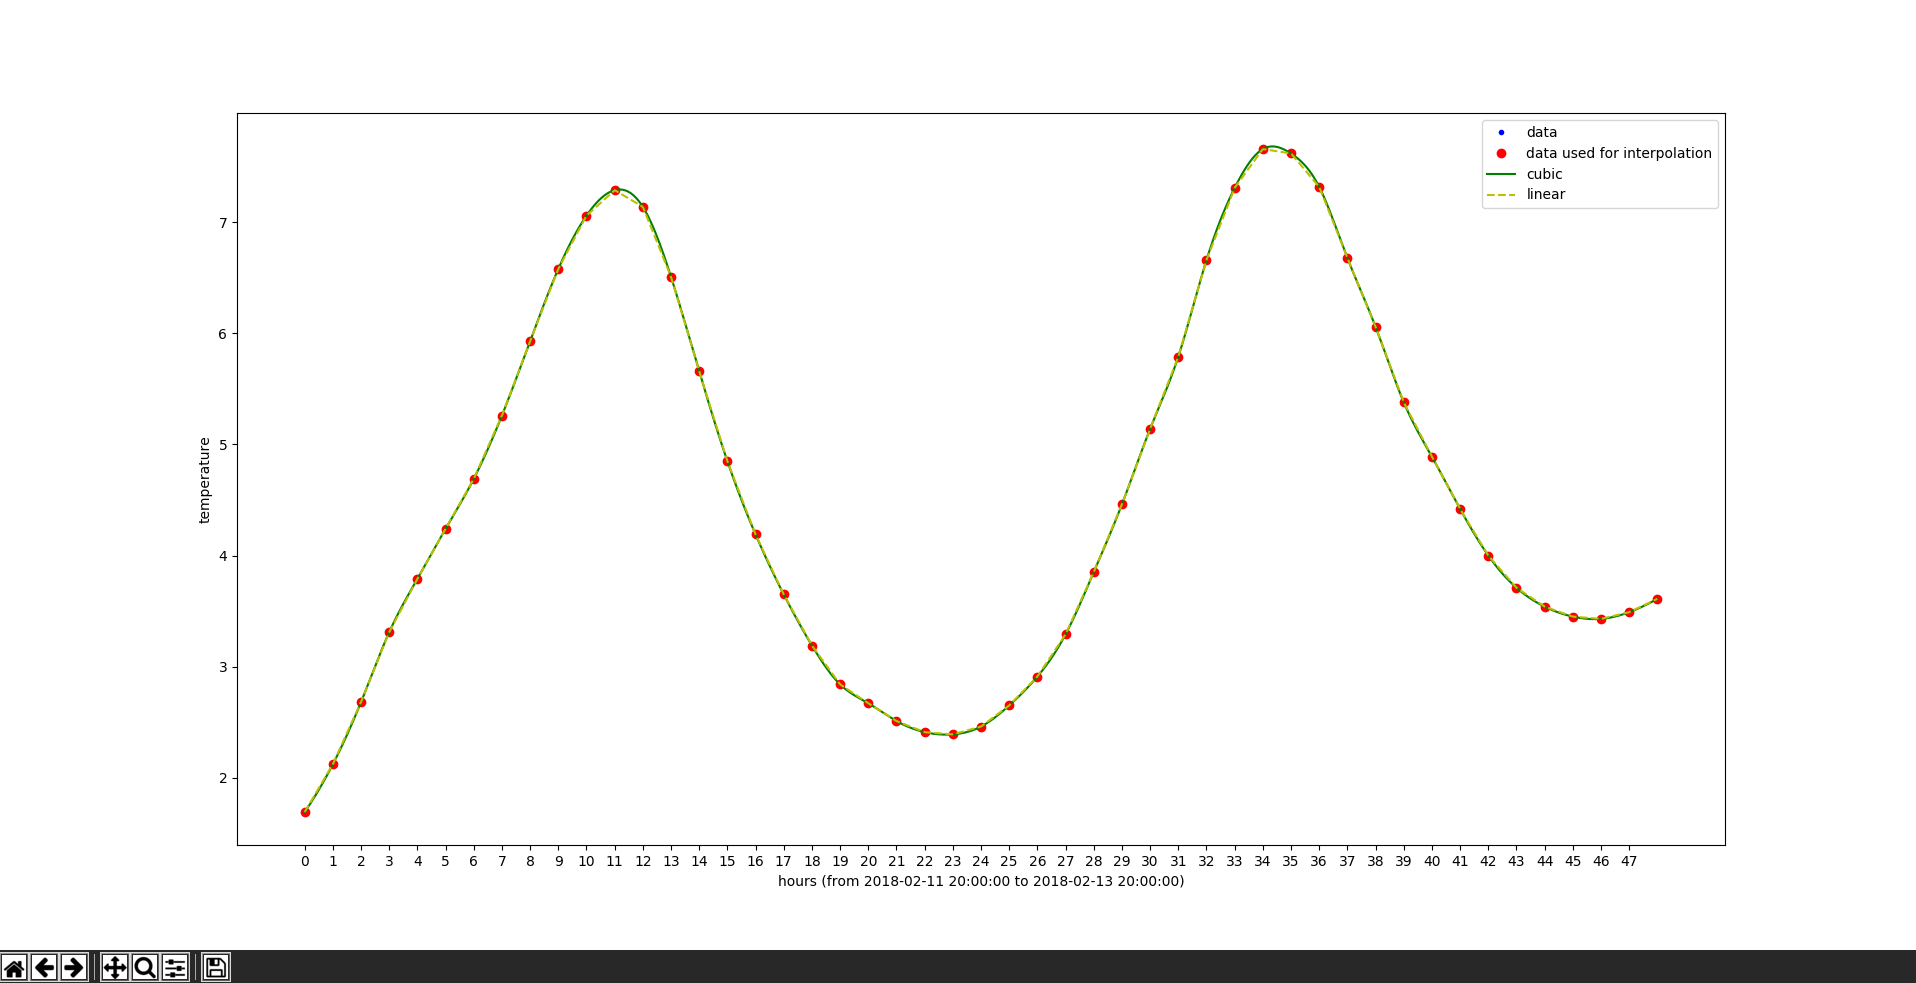 data
data used for interpolation
cubic
linear
7
6
5
4
3
2
temperature
0 1 2 3 4 5 6 7 8 9 10 11 12 13 14 15 16 17 18 19 20 21 22 23 24 25 26 27 28 29 30 31 32 33 34 35 36 37 38 39 40 41 42 43 44 45 46 47
hours (from 2018-02-11 20:00:00 to 2018-02-13 20:00:00)